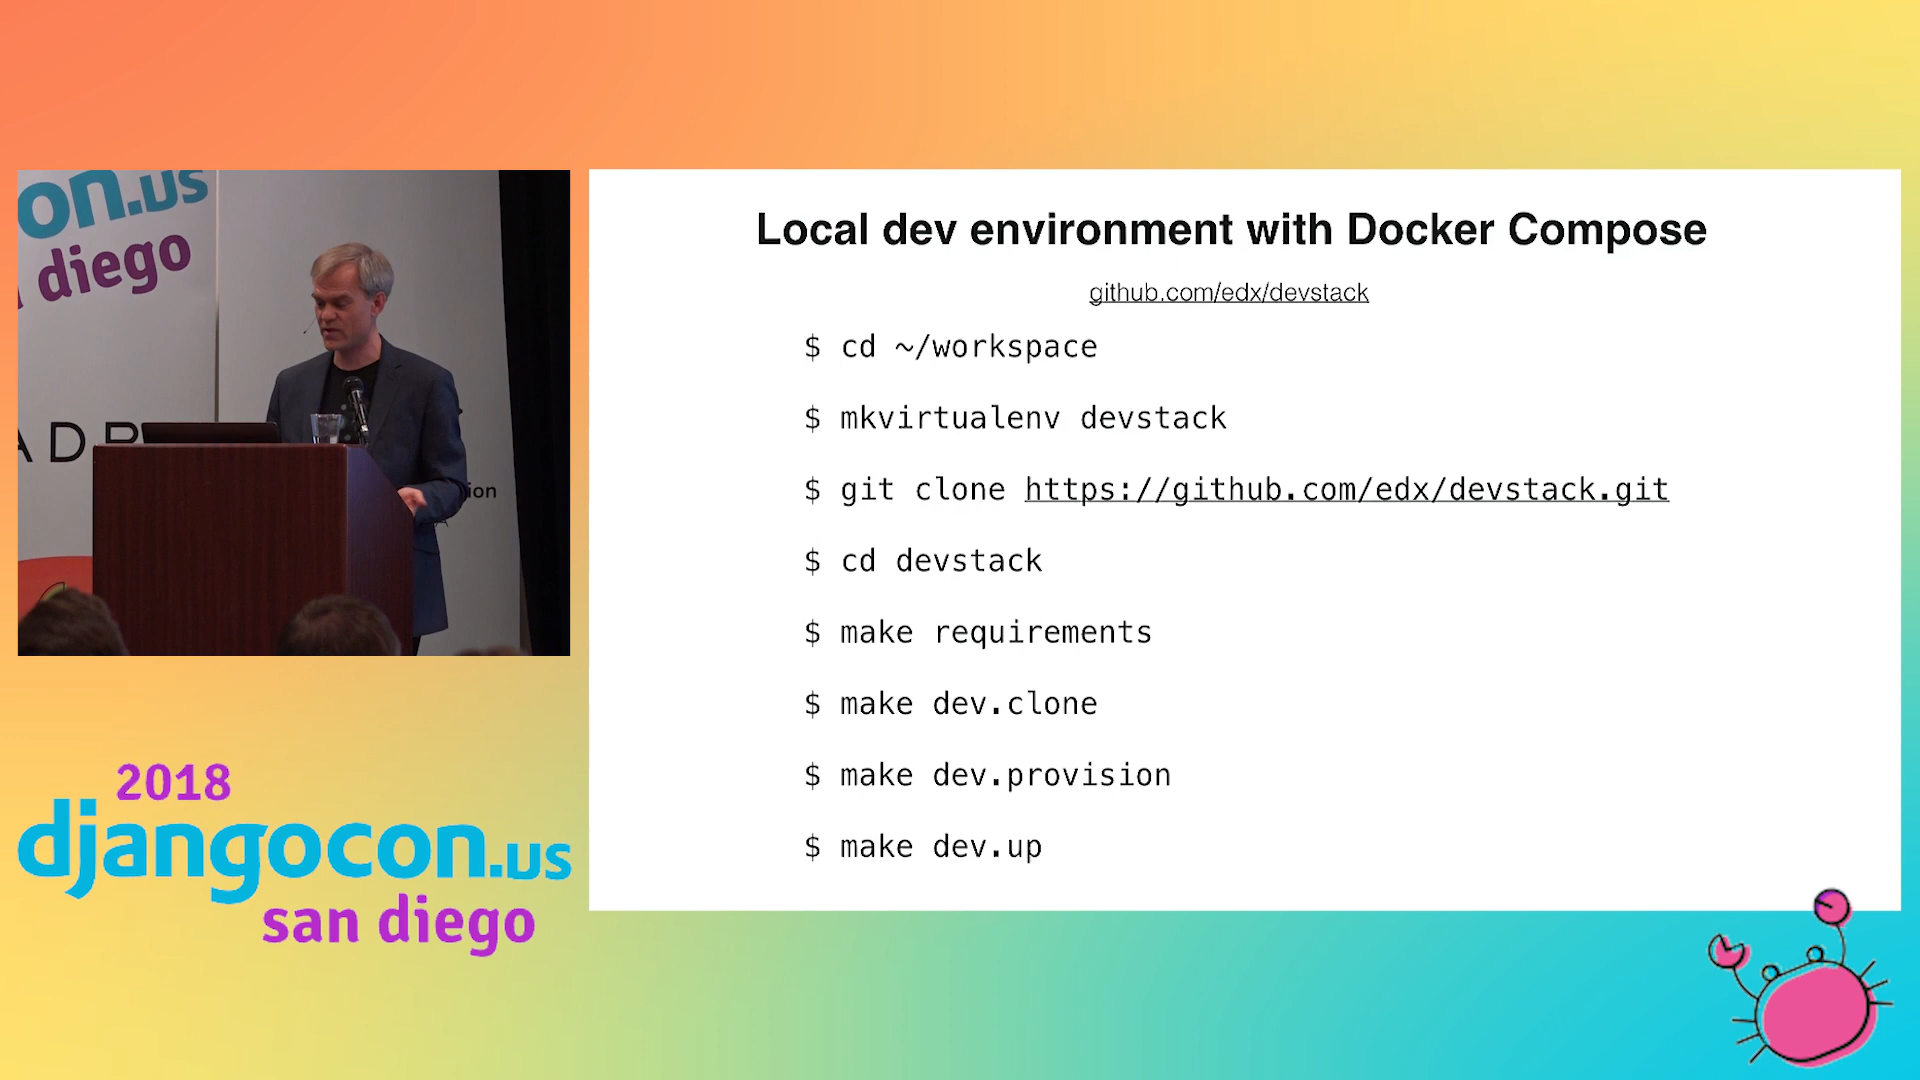 on.us
diego
ADR
ion
2018
djangocon.us
san diego
Local dev environment with Docker Compose
github.com/edx/devstack
$ cd ~/workspace
$ mkvirtualenv devstack
$ git clone https://github.com/edx/devstack.git
$ cd devstack
$ make requirements
$ make dev.clone
$ make dev.provision
$ make dev.up